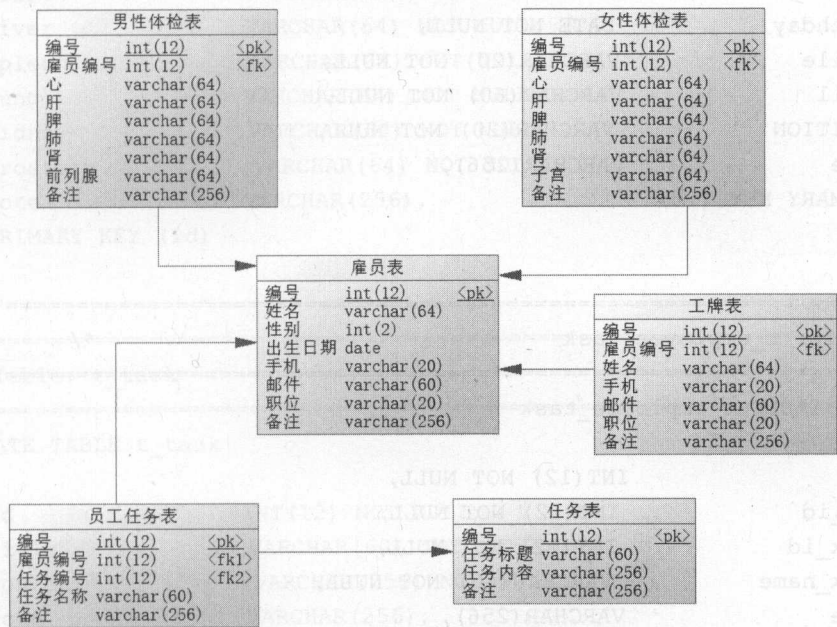 男性体检表
编号 int(12) <pk>
雇员编号 int(12) <fk>
心 varchar(64)
肝 varchar(64)
脾 varchar(64)
肺 varchar(64)
肾 varchar(64)
前列腺 varchar(64)
备注 varchar(256)
女性体检表
编号 int(12) <pk>
雇员编号 int(12) <fk>
心 varchar(64)
肝 varchar(64)
脾 varchar(64)
肺 varchar(64)
肾 varchar(64)
子宫 varchar(64)
备注 varchar(256)
雇员表
编号 int(12) <pk>
姓名 varchar(64)
性别 int(2)
出生日期 date
手机 varchar(20)
邮件 varchar(60)
职位 varchar(20)
备注 varchar(256)
工牌表
编号 int(12) <pk>
雇员编号 int(12) <fk>
姓名 varchar(64)
手机 varchar(20)
邮件 varchar(60)
职位 varchar(20)
备注 varchar(256)
员工任务表
编号 int(12) <pk>
雇员编号 int(12) <fk1>
任务编号 int(12) <fk2>
任务名称 varchar(60)
备注 varchar(256)
任务表
编号 int(12) <pk>
任务标题 varchar(60)
任务内容 varchar(256)
备注 varchar(256)